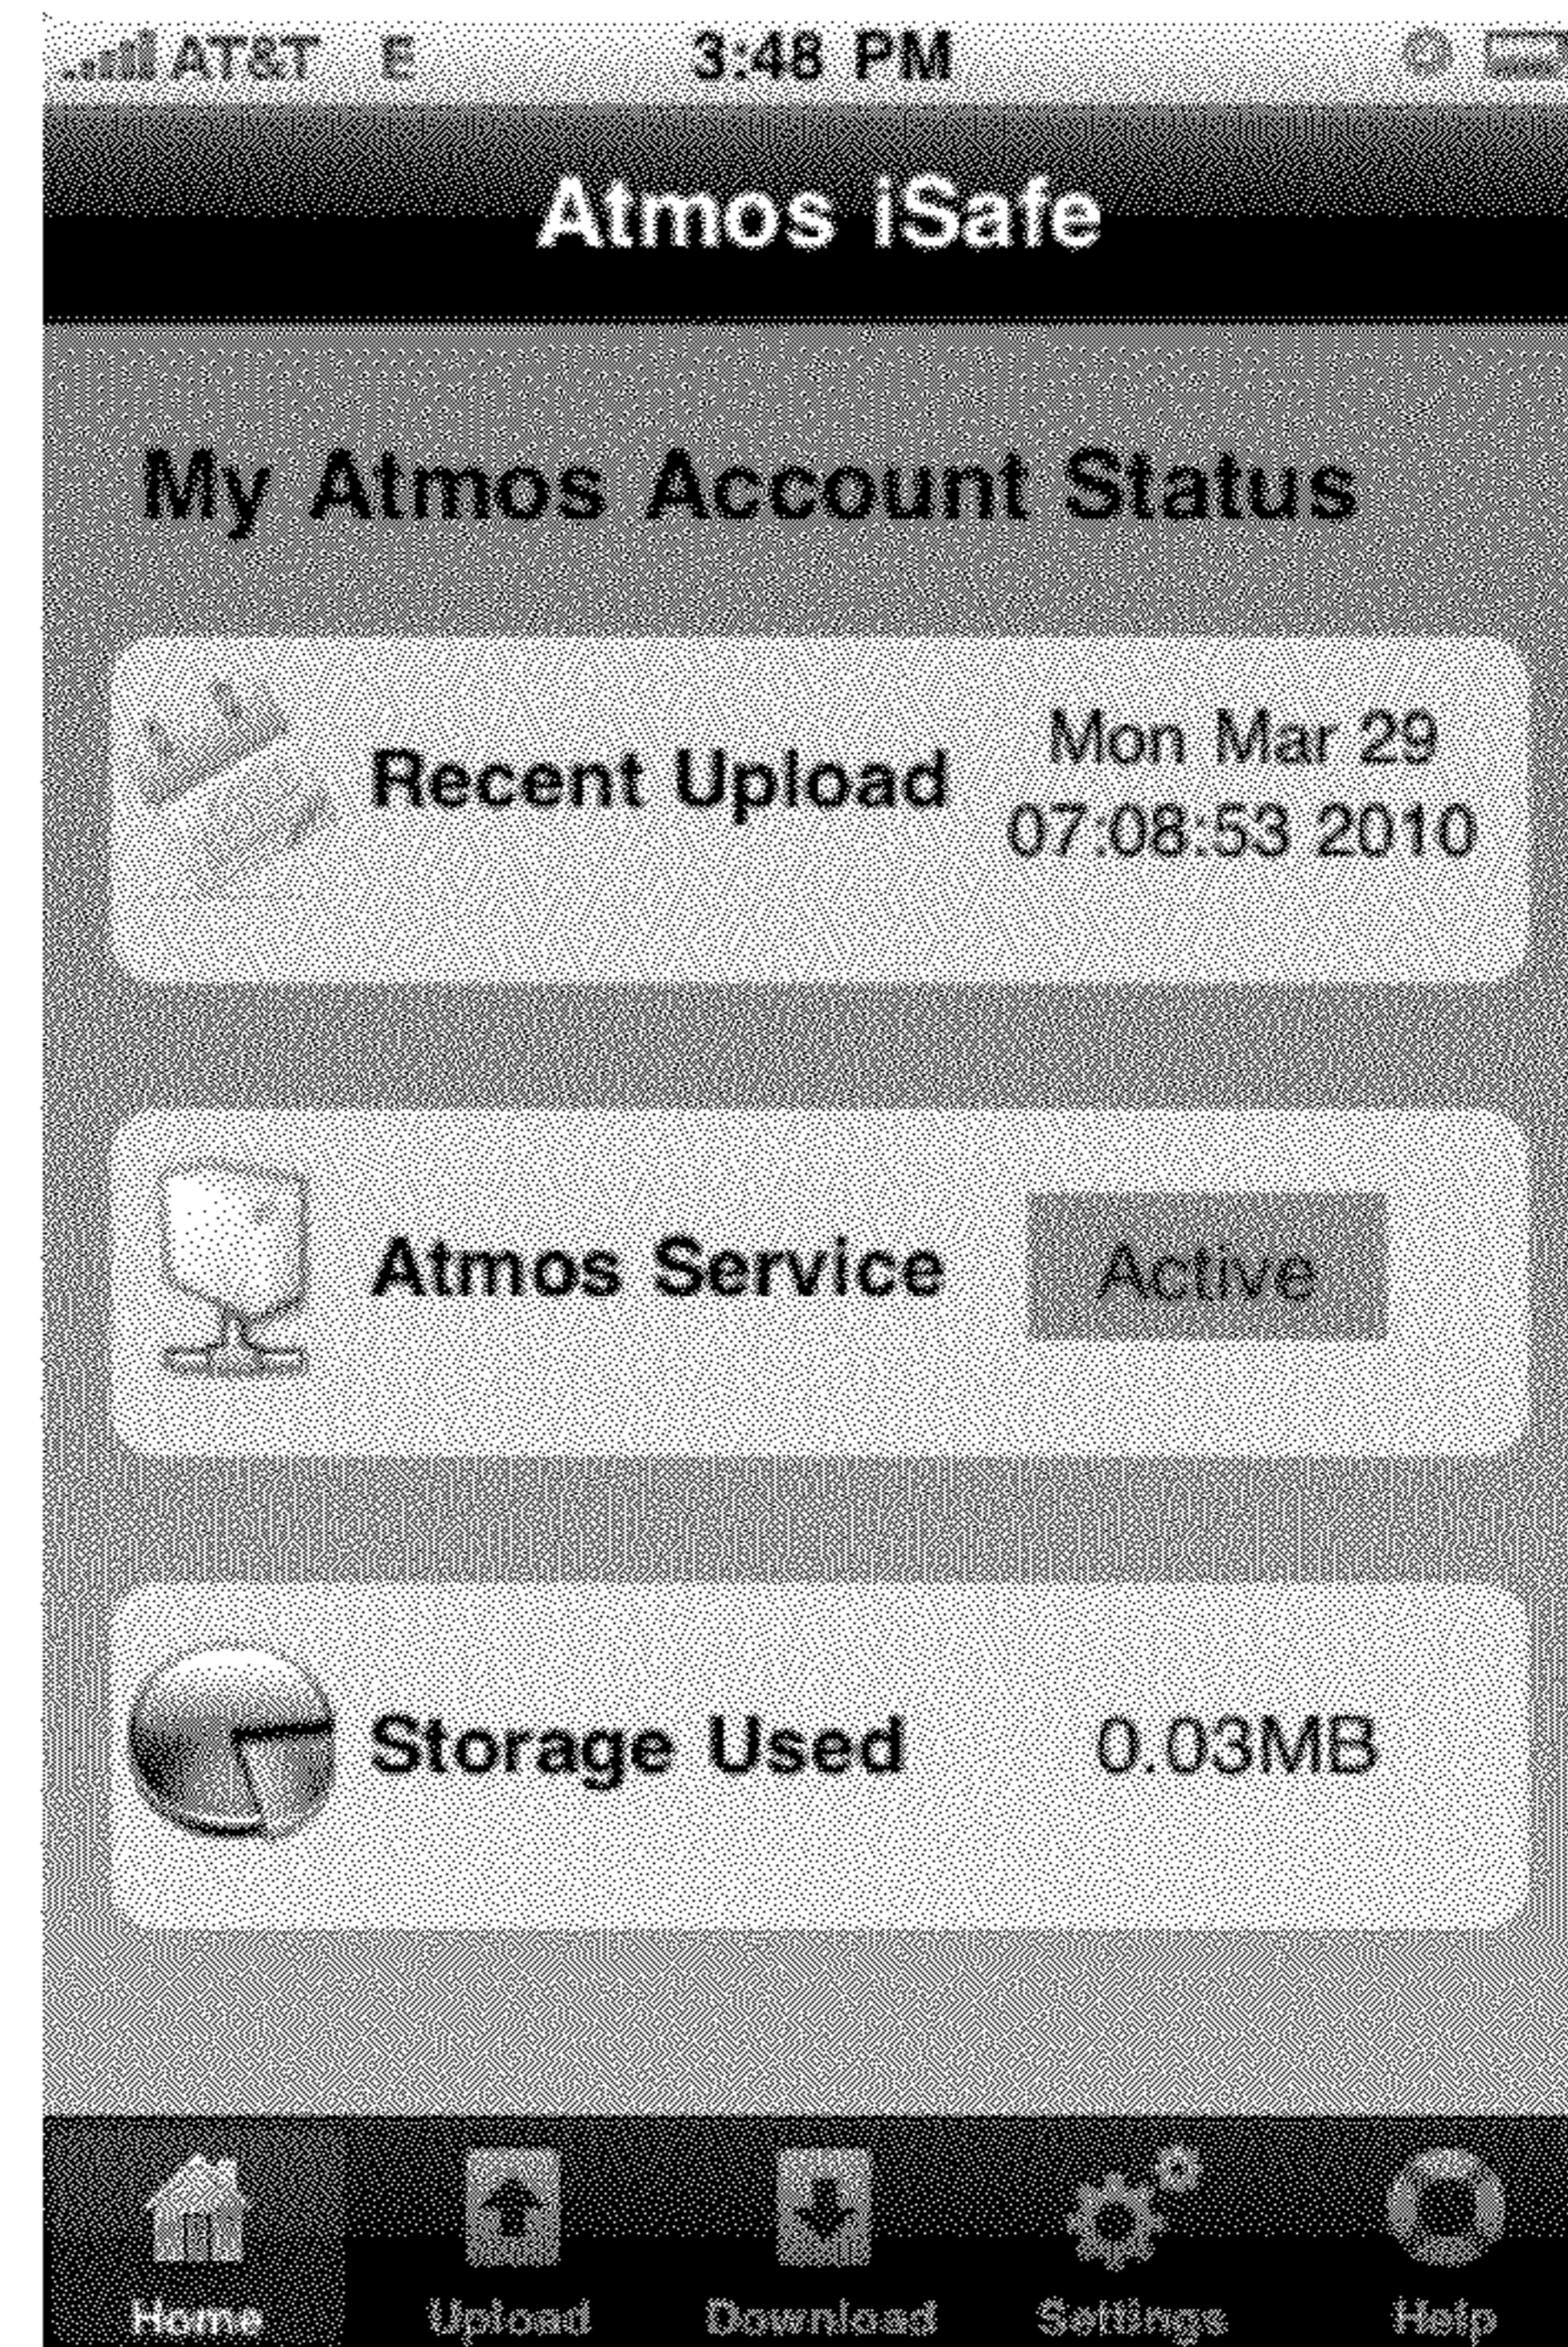 AT&T E 3:48 PM
Atmos iSafe
My Atmos Account Status
Recent Upload
Mon Mar 29
07:08:53 2010
Atmos Service
Active
Storage Used
0.03MB
Home Upload Download Settings Help